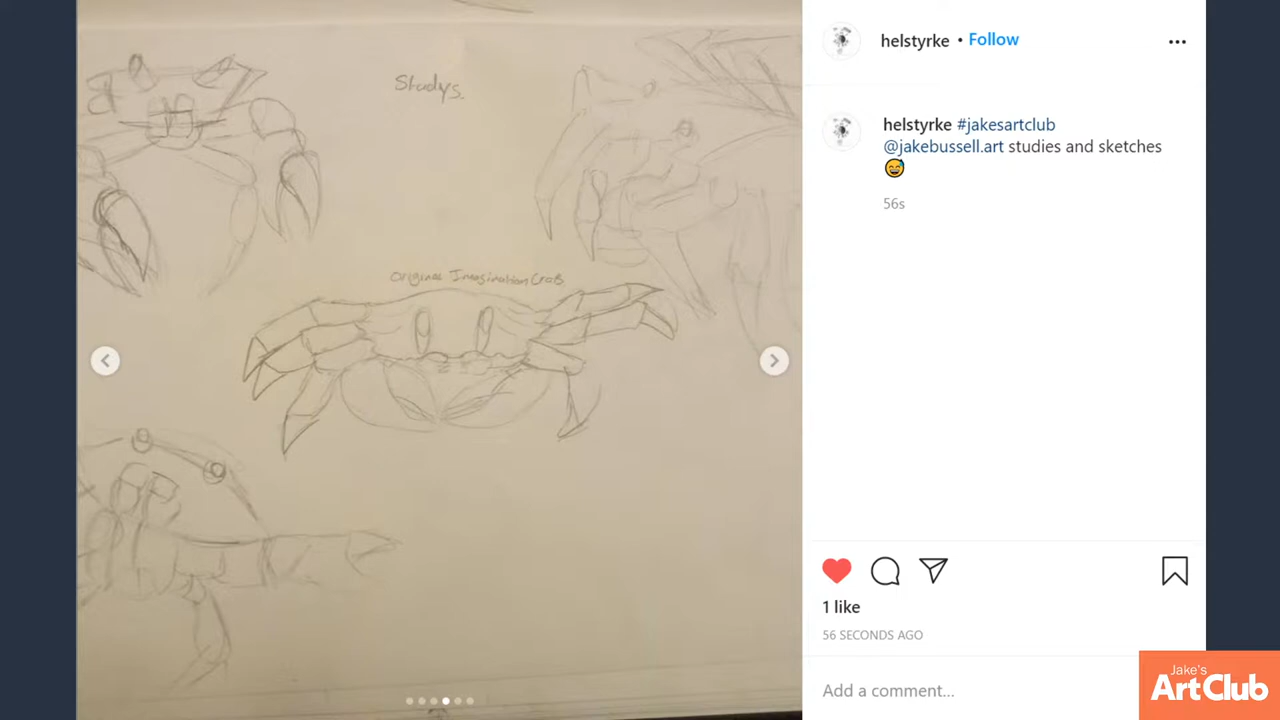 Studys.
Original Imagination Crab
helstyrke • Follow
helstyrke #jakesartclub
@jakebussell.art studies and sketches
56s
1 like
56 SECONDS AGO
Add a comment...
Jake's
ArtClub